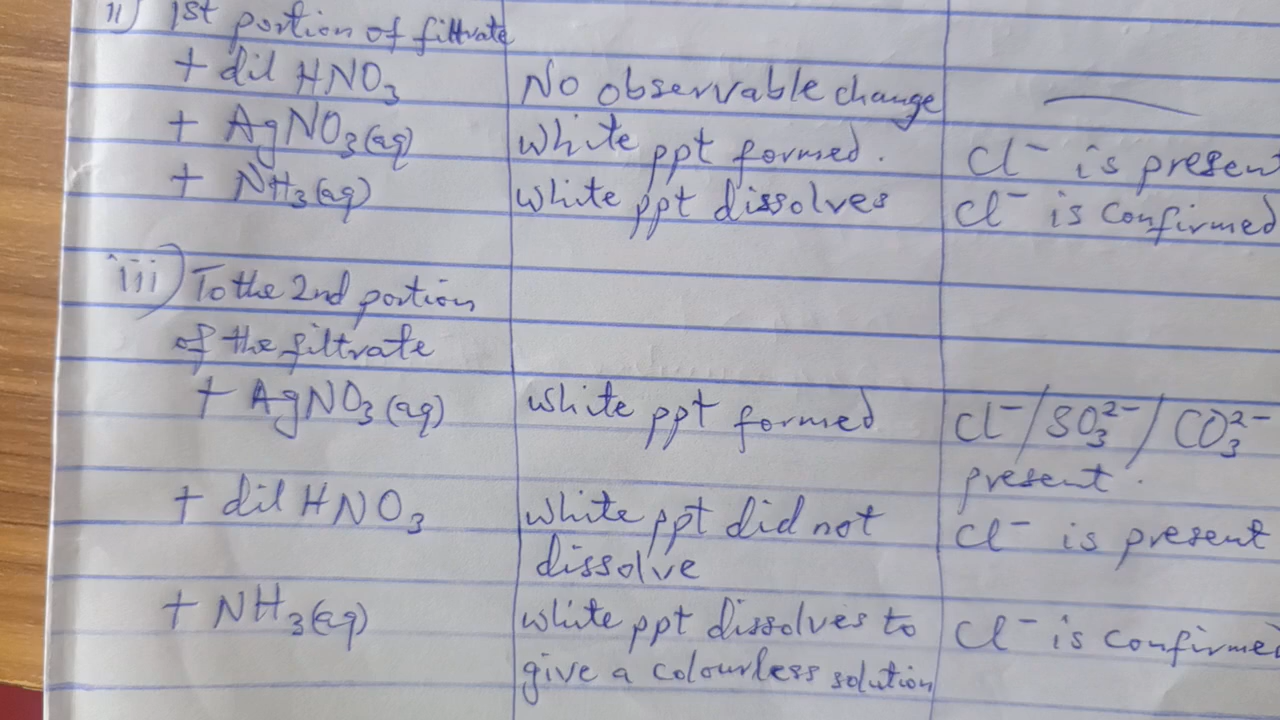 ii) 1st portion of filtrate
+ dil HNO₃ No observable change —
+ AgNO₃(aq) white ppt formed. Cl⁻ is present
+ NH₃(aq) white ppt dissolves Cl⁻ is confirmed
iii) To the 2nd portion
of the filtrate
+ AgNO₃(aq) white ppt formed Cl⁻/SO₃²⁻/CO₃²⁻
present.
+ dil HNO₃ white ppt did not Cl⁻ is present
dissolve
+ NH₃(aq) white ppt dissolves to Cl⁻ is confirmed
give a colourless solution